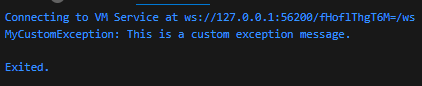 Connecting to VM Service at ws://127.0.0.1:56200/fHoflThgT6M=/ws
MyCustomException: This is a custom exception message.
Exited.